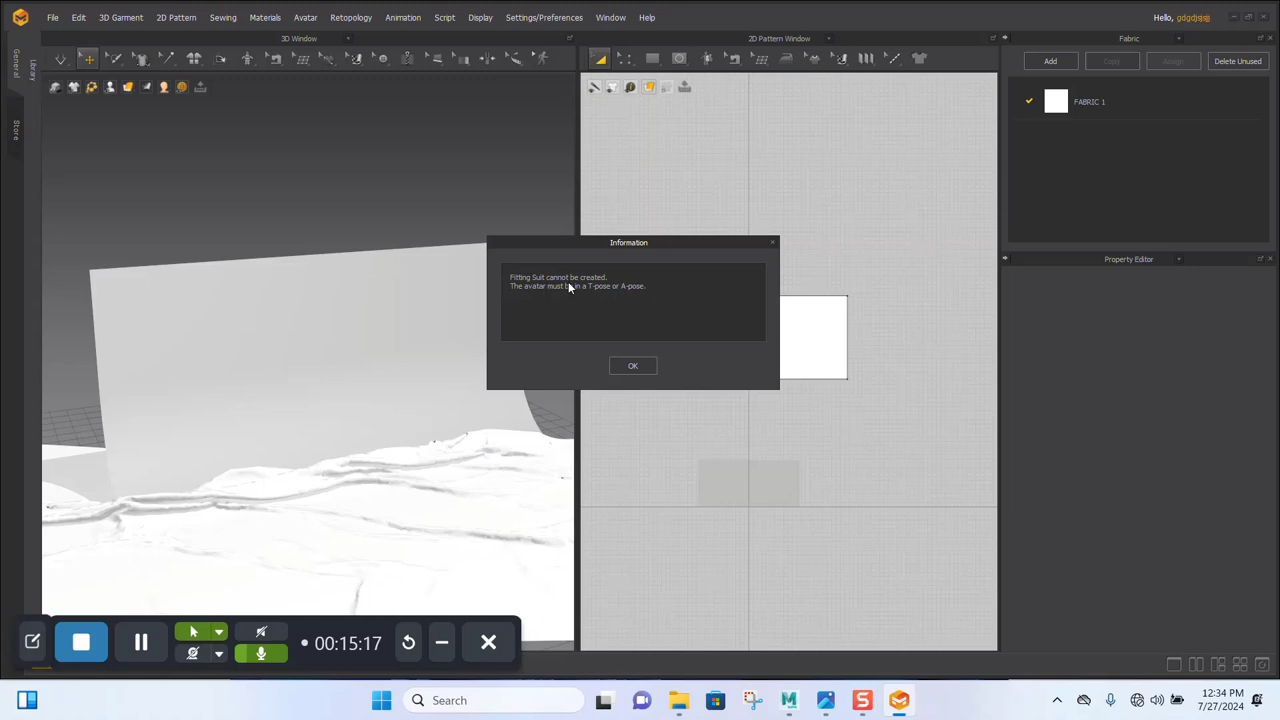 File Edit 3D Garment 2D Pattern Sewing Materials Avatar Retopology Animation Script Display Settings/Preferences Window Help
Hello, gdgdjsjsjj
3D Window
2D Pattern Window
Fabric
General
Library
Store
Add Copy Assign Delete Unused
FABRIC 1
Information
Fitting Suit cannot be created.
The avatar must be in a T-pose or A-pose.
OK
Property Editor
00:15:17
Search
12:34 PM
7/27/2024